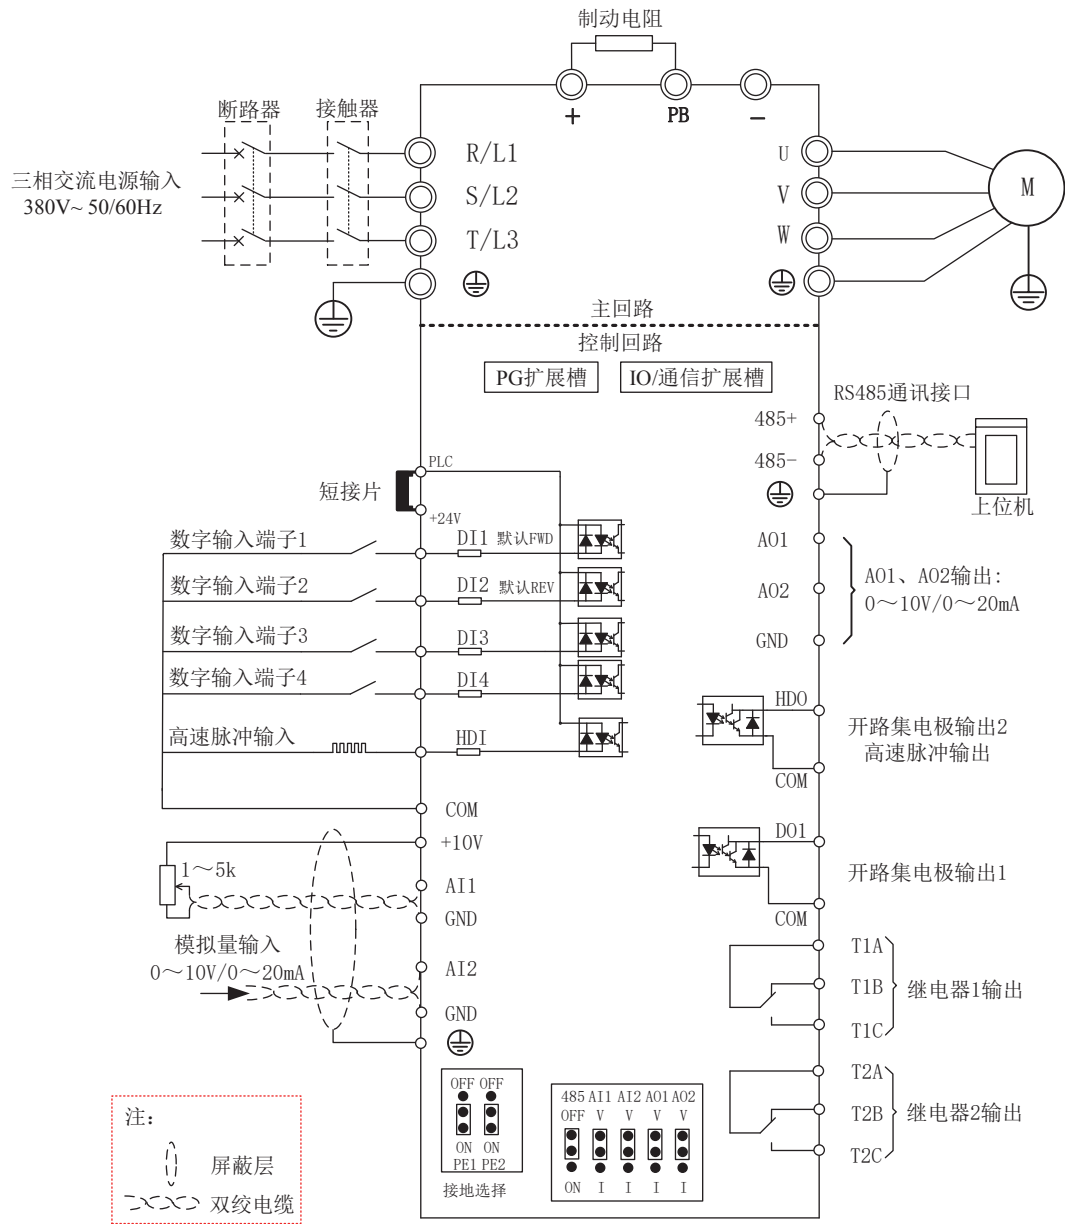 制动电阻
+
PB
−
断路器
接触器
三相交流电源输入
380V~ 50/60Hz
R/L1
S/L2
T/L3
U
V
W
M
主回路
控制回路
PG扩展槽
IO/通信扩展槽
RS485通讯接口
485+
485-
上位机
PLC
短接片
+24V
数字输入端子1
DI1 默认FWD
数字输入端子2
DI2 默认REV
数字输入端子3
DI3
数字输入端子4
DI4
高速脉冲输入
HDI
COM
AO1
AO2
GND
AO1、AO2输出:
0～10V/0～20mA
HDO
COM
开路集电极输出2
高速脉冲输出
DO1
COM
开路集电极输出1
+10V
1～5k
AI1
GND
模拟量输入
0～10V/0～20mA
AI2
GND
T1A
T1B
T1C
继电器1输出
T2A
T2B
T2C
继电器2输出
OFF OFF
ON ON
PE1 PE2
接地选择
485 AI1 AI2 AO1 AO2
OFF V V V V
ON I I I I
注:
屏蔽层
双绞电缆